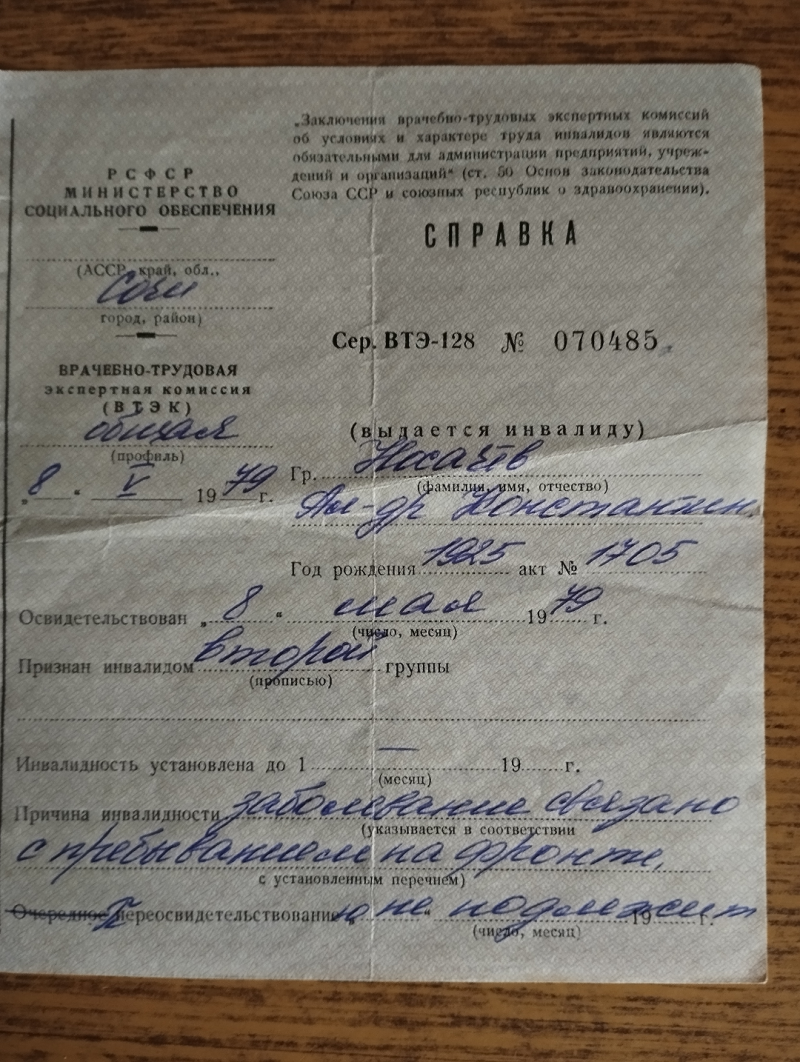 РСФСР
МИНИСТЕРСТВО
СОЦИАЛЬНОГО ОБЕСПЕЧЕНИЯ
(АССР, край, обл.,
Сочи
город, район)
ВРАЧЕБНО-ТРУДОВАЯ
экспертная комиссия
(ВТЭК)
общая
(профиль)
„ 8 “ V 1979 г.
„Заключения врачебно-трудовых экспертных комиссий
об условиях и характере труда инвалидов являются
обязательными для администрации предприятий, учреж-
дений и организаций“ (ст. 50 Основ законодательства
Союза ССР и союзных республик о здравоохранении).
СПРАВКА
Сер. ВТЭ-128 № 070485
(выдается инвалиду)
Гр. Носачёв
(фамилия, имя, отчество)
Ал-др Константин.
Год рождения 1925 акт № 1705
Освидетельствован „ 8 “ мая 1979 г.
(число, месяц)
Признан инвалидом второй группы
(прописью)
Инвалидность установлена до 1 — 19 г.
(месяц)
Причина инвалидности заболевание связано
(указывается в соответствии
с пребыванием на фронте.
с установленным перечнем)
Очередное переосвидетельствованию не подлежит 19 г.
(число, месяц)